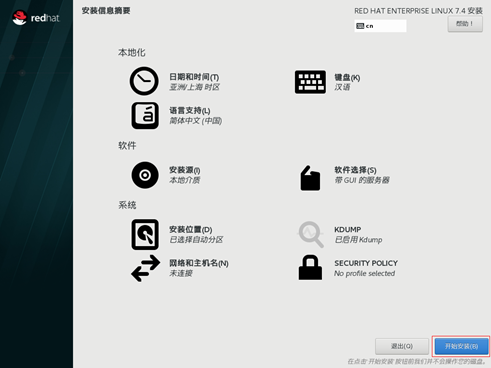 redhat
安装信息摘要
RED HAT ENTERPRISE LINUX 7.4 安装
cn
帮助！
本地化
日期和时间(T)
亚洲/上海 时区
键盘(K)
汉语
语言支持(L)
简体中文 (中国)
软件
安装源(I)
本地介质
软件选择(S)
带 GUI 的服务器
系统
安装位置(D)
已选择自动分区
KDUMP
已启用 Kdump
网络和主机名(N)
未连接
SECURITY POLICY
No profile selected
退出(Q)
开始安装(B)
在点击'开始安装'按钮前我们并不会操作您的磁盘。